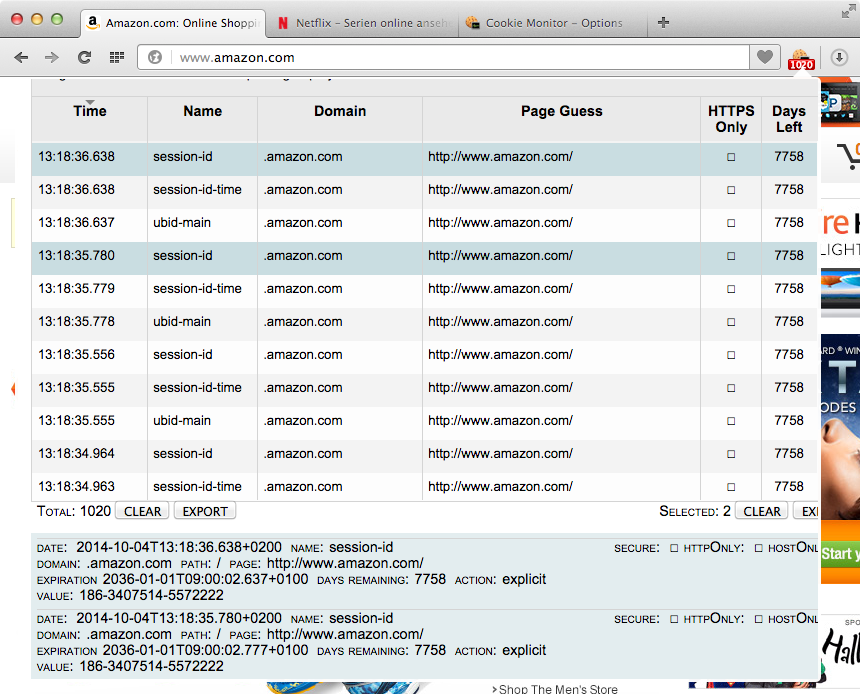 Amazon.com: Online Shoppi
Netflix – Serien online anseh
Cookie Monitor – Options
www.amazon.com
1020
Time Name Domain Page Guess HTTPS Only Days Left
13:18:36.638 session-id .amazon.com http://www.amazon.com/ 7758
13:18:36.638 session-id-time .amazon.com http://www.amazon.com/ 7758
13:18:36.637 ubid-main .amazon.com http://www.amazon.com/ 7758
13:18:35.780 session-id .amazon.com http://www.amazon.com/ 7758
13:18:35.779 session-id-time .amazon.com http://www.amazon.com/ 7758
13:18:35.778 ubid-main .amazon.com http://www.amazon.com/ 7758
13:18:35.556 session-id .amazon.com http://www.amazon.com/ 7758
13:18:35.555 session-id-time .amazon.com http://www.amazon.com/ 7758
13:18:35.555 ubid-main .amazon.com http://www.amazon.com/ 7758
13:18:34.964 session-id .amazon.com http://www.amazon.com/ 7758
13:18:34.963 session-id-time .amazon.com http://www.amazon.com/ 7758
Total: 1020 CLEAR EXPORT Selected: 2 CLEAR EX
date: 2014-10-04T13:18:36.638+0200 name: session-id secure: □ httpOnly: □ hostOnl
domain: .amazon.com path: / page: http://www.amazon.com/
expiration 2036-01-01T09:00:02.637+0100 days remaining: 7758 action: explicit
value: 186-3407514-5572222
date: 2014-10-04T13:18:35.780+0200 name: session-id secure: □ httpOnly: □ hostOnl
domain: .amazon.com path: / page: http://www.amazon.com/
expiration 2036-01-01T09:00:02.777+0100 days remaining: 7758 action: explicit
value: 186-3407514-5572222
re H
LIGHT
ARD ® WIN
TA
ODES
Start y
SPO
Hall
Shop The Men's Store